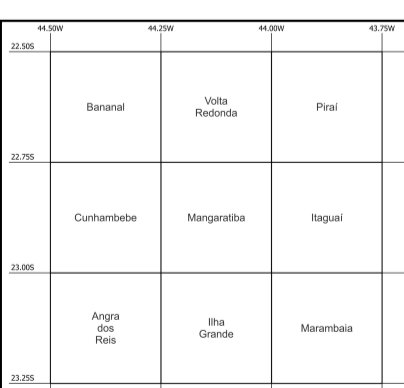 44.50W 44.25W 44.00W 43.75W
22.50S
Bananal
Volta
Redonda
Piraí
22.75S
Cunhambebe
Mangaratiba
Itaguaí
23.00S
Angra
dos
Reis
Ilha
Grande
Marambaia
23.25S